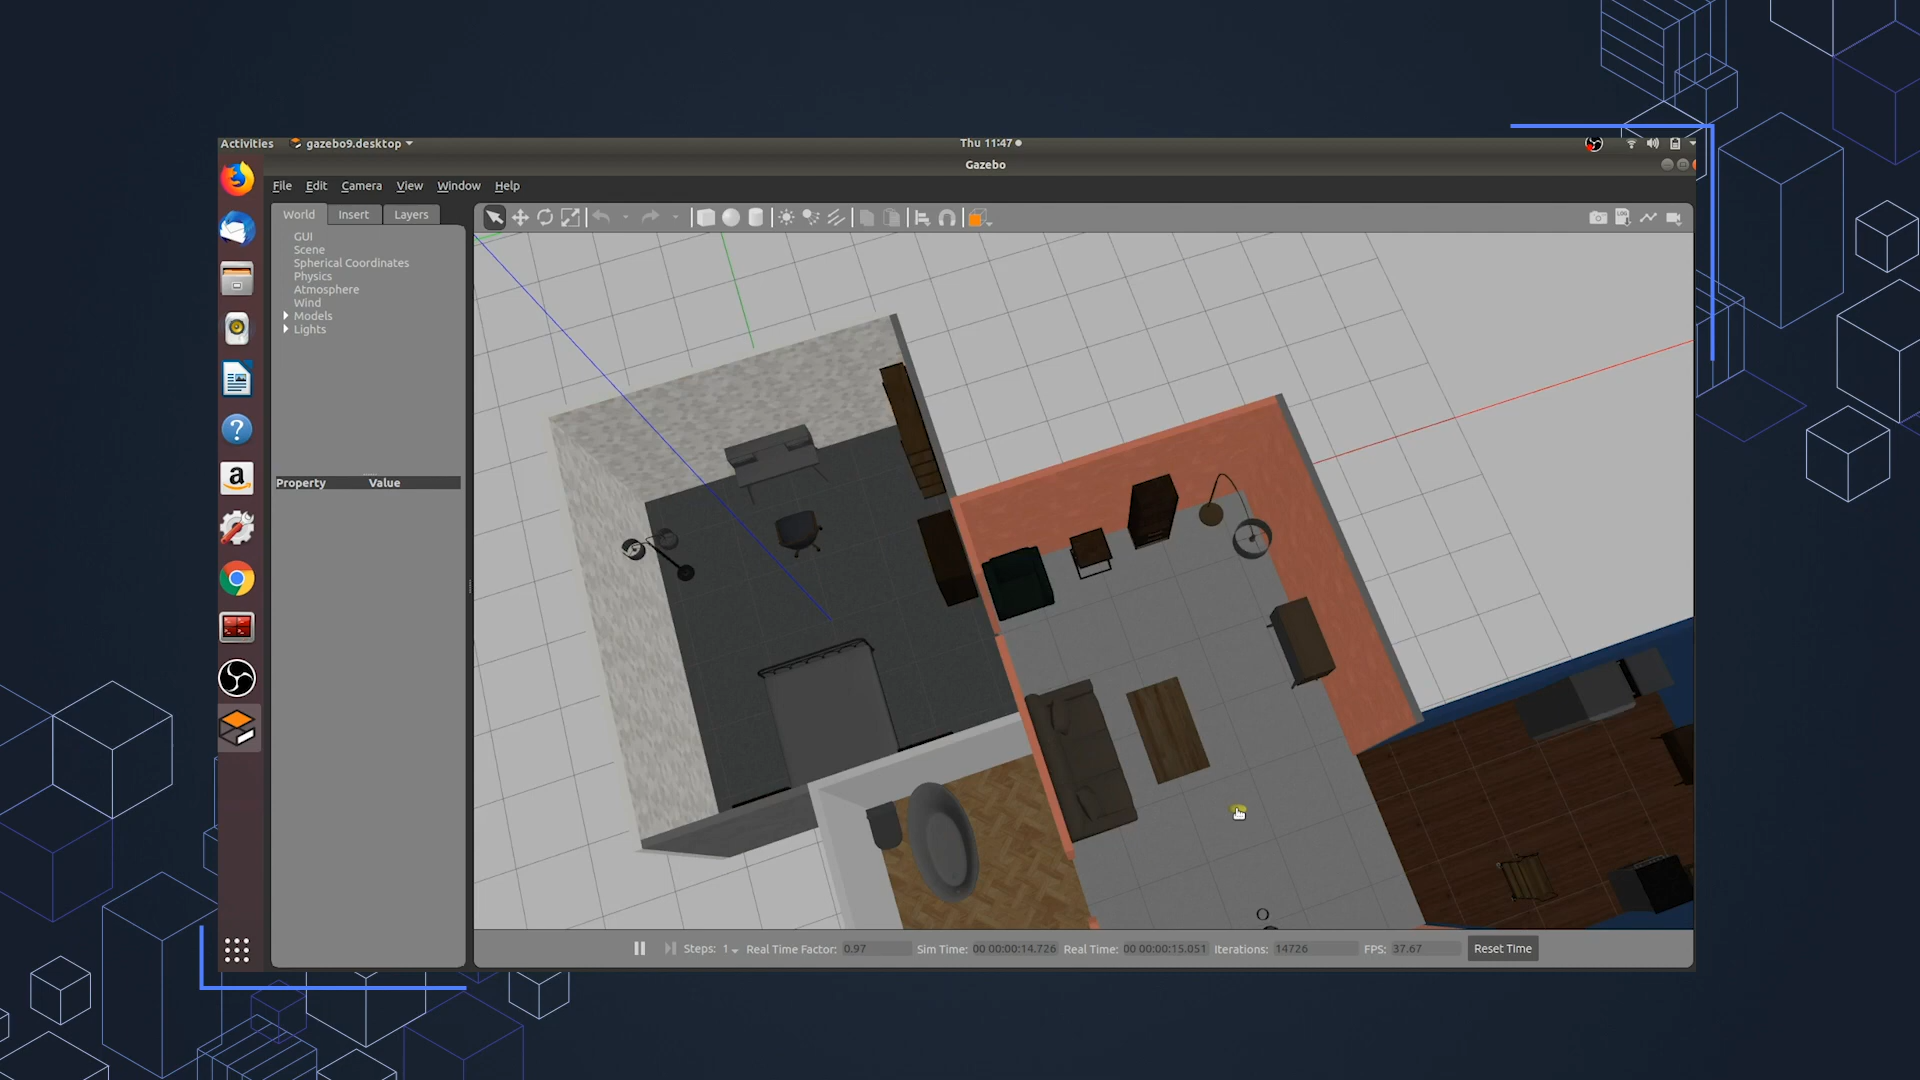 Activities
gazebo9.desktop
Thu 11:47
Gazebo
File Edit Camera View Window Help
World Insert Layers
GUI
Scene
Spherical Coordinates
Physics
Atmosphere
Wind
Models
Lights
Property Value
Steps: 1 Real Time Factor: 0.97 Sim Time: 00 00:00:14.726 Real Time: 00 00:00:15.051 Iterations: 14726 FPS: 37.67 Reset Time